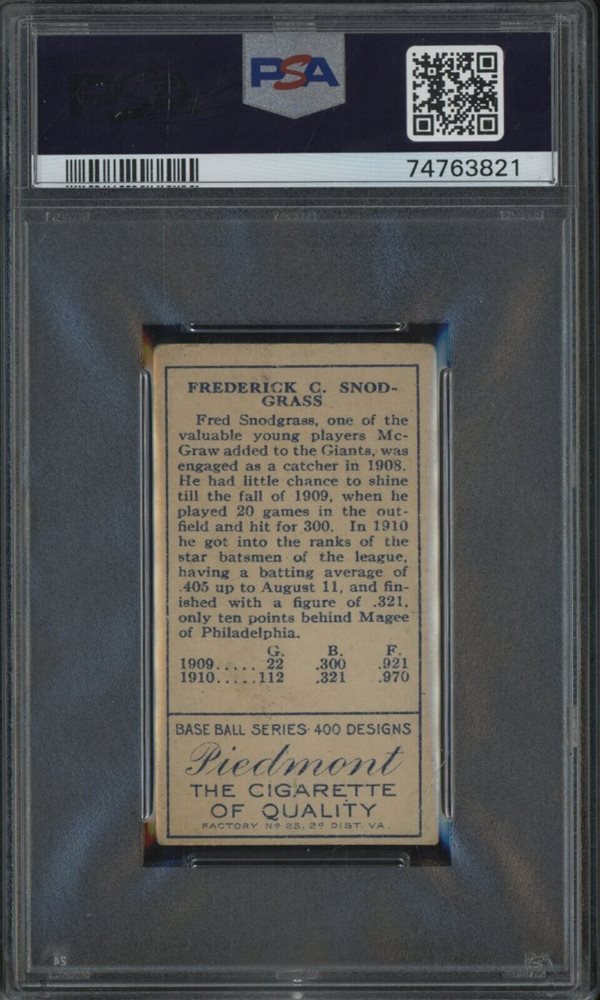 PSA
74763821
FREDERICK C. SNOD-
GRASS
Fred Snodgrass, one of the
valuable young players Mc-
Graw added to the Giants, was
engaged as a catcher in 1908.
He had little chance to shine
till the fall of 1909, when he
played 20 games in the out-
field and hit for 300. In 1910
he got into the ranks of the
star batsmen of the league,
having a batting average of
.405 up to August 11, and fin-
ished with a figure of .321,
only ten points behind Magee
of Philadelphia.
G. B. F.
1909..... 22 .300 .921
1910.....112 .321 .970
BASE BALL SERIES-400 DESIGNS
Piedmont
THE CIGARETTE
OF QUALITY
FACTORY Nº 25, 2º DIST. VA.